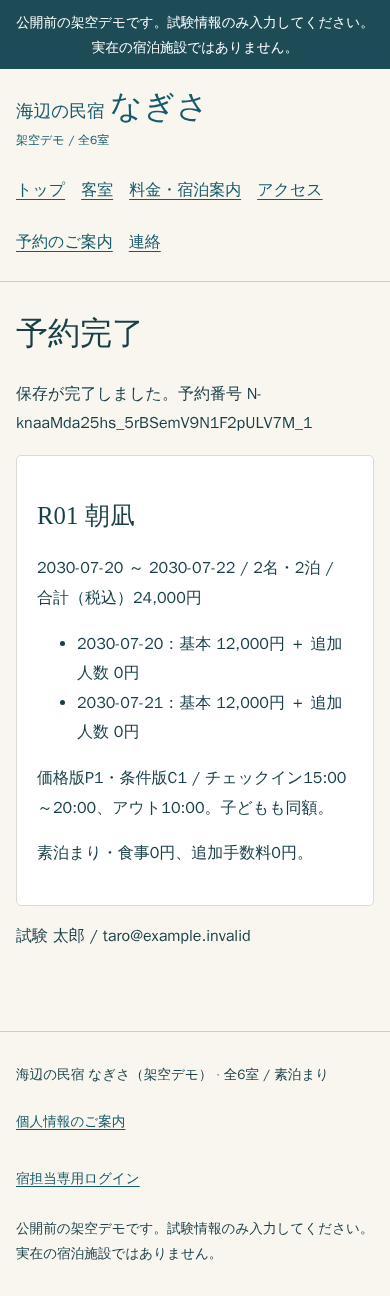 公開前の架空デモです。試験情報のみ入力してください。
実在の宿泊施設ではありません。
海辺の民宿 なぎさ
架空デモ / 全6室
トップ 客室 料金・宿泊案内 アクセス
予約のご案内 連絡
予約完了
保存が完了しました。予約番号 N-
knaaMda25hs_5rBSemV9N1F2pULV7M_1
R01 朝凪
2030-07-20 ～ 2030-07-22 / 2名・2泊 /
合計（税込）24,000円
• 2030-07-20：基本 12,000円 ＋ 追加
人数 0円
• 2030-07-21：基本 12,000円 ＋ 追加
人数 0円
価格版P1・条件版C1 / チェックイン15:00
～20:00、アウト10:00。子どもも同額。
素泊まり・食事0円、追加手数料0円。
試験 太郎 / taro@example.invalid
海辺の民宿 なぎさ（架空デモ） · 全6室 / 素泊まり
個人情報のご案内
宿担当専用ログイン
公開前の架空デモです。試験情報のみ入力してください。
実在の宿泊施設ではありません。